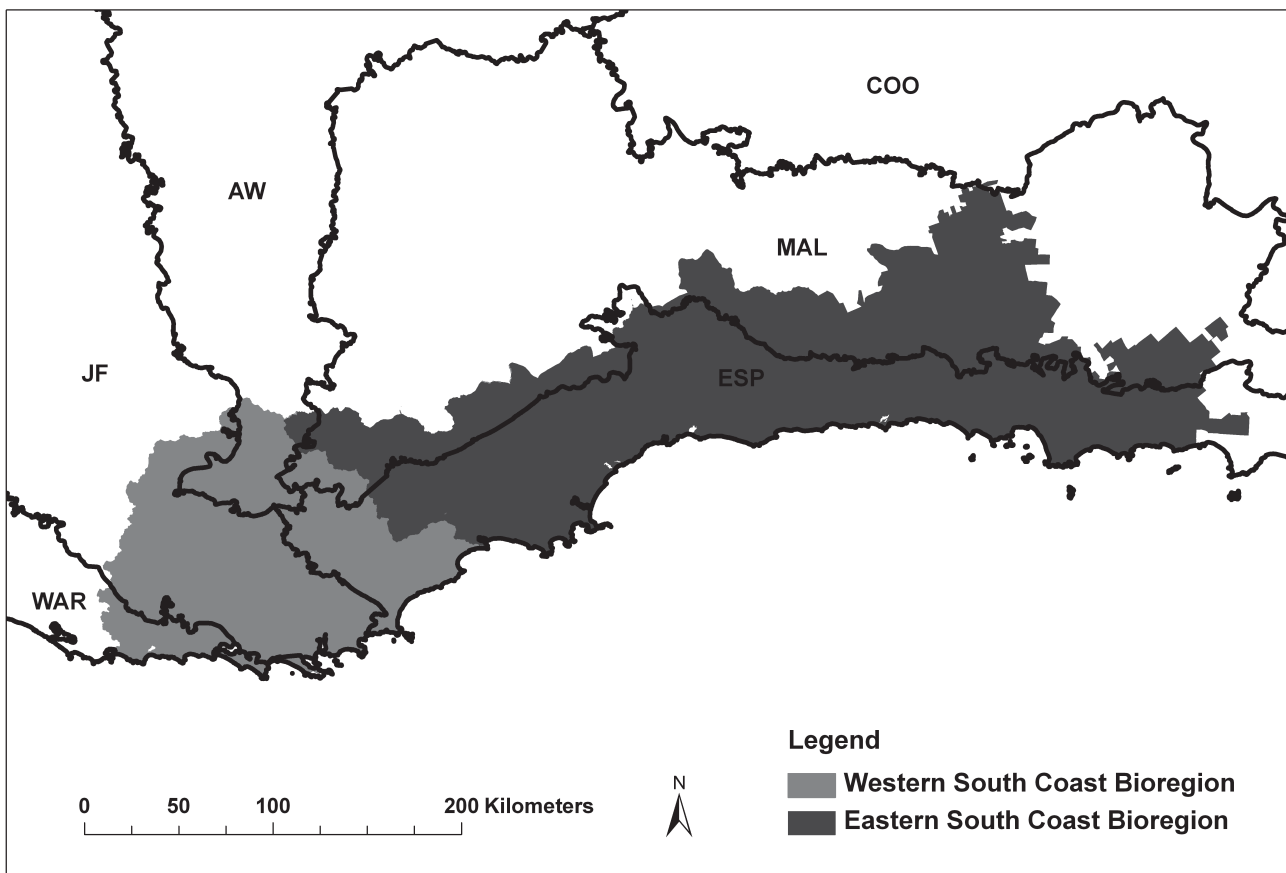 COO
AW
MAL
JF
ESP
WAR
Legend
Western South Coast Bioregion
Eastern South Coast Bioregion
N
0 50 100 200 Kilometers